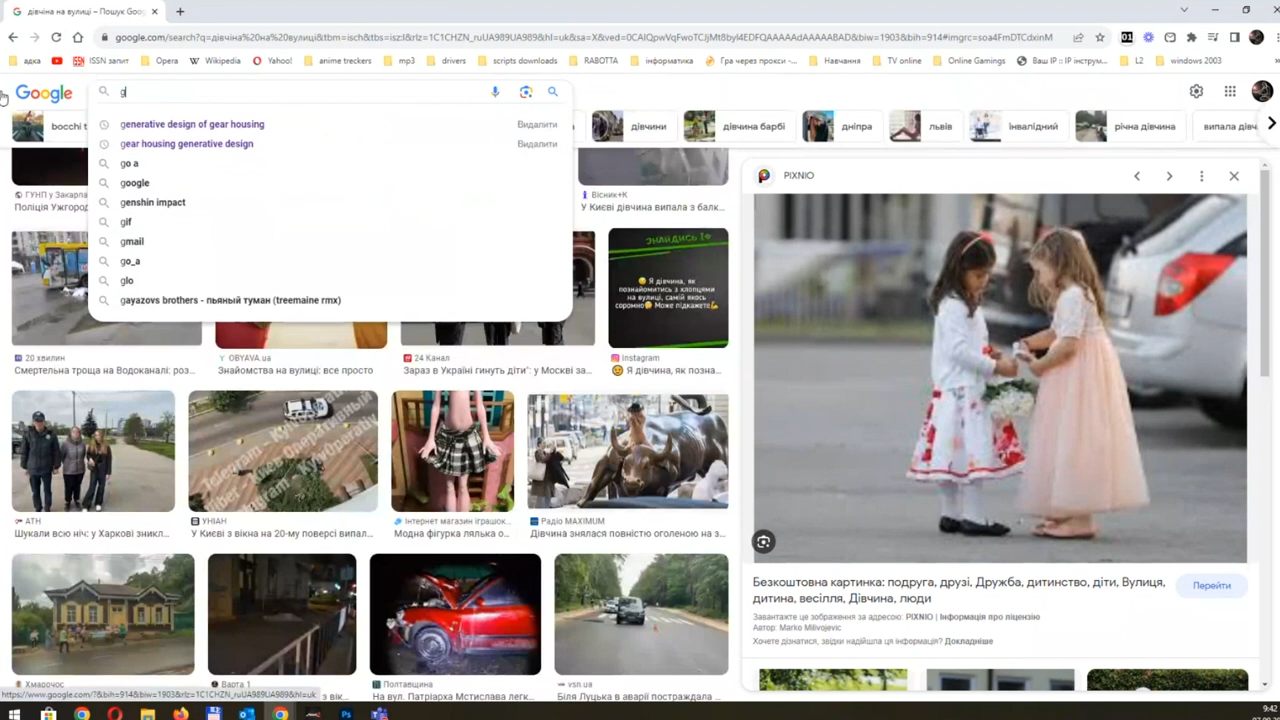 дівчіна на вулиці – Пошук Goog
google.com/search?q=дівчіна%20на%20вулиці&tbm=isch&tbs=isz:l&rlz=1C1CHZN_ruUA989UA989&hl=uk&sa=X&ved=0CAIQpwVqFwoTCJjMt8byl4EDFQAAAAAdAAAAABAD&biw=1903&bih=914#imgrc=soa4FmDTCdxinM
01
адка
ISSN запит
Opera
Wikipedia
Yahoo!
anime treckers
mp3
drivers
scripts downloads
RABOTTA
інформатика
Гра через прокси -...
Навчання
TV online
Online Gamings
Ваш IP :: IP інструм...
L2
windows 2003
Google
g
bocchi t
дівчини
дівчина барбі
дніпра
львів
інвалідний
річна дівчина
випала дівч
generative design of gear housing
Видалити
gear housing generative design
Видалити
go a
google
genshin impact
gif
gmail
go_a
glo
gayazovs brothers - пьяный туман (treemaine rmx)
ГУНП у Закарпа
Поліція Ужгород
Вісник+К
У Києві дівчина випала з балк...
ЗНАЙДИСЬ !
Я дівчина, як
познайомитись з хлопцями
на вулиці, самій якось
соромно Може підкажете
20 хвилин
Смертельна троща на Водоканалі: роз...
OBYAVA.ua
Знайомства на вулиці: все просто
24 Канал
Зараз в Україні гинуть діти": у Москві за...
Instagram
Я дівчина, як позна...
АТН
Шукали всю ніч: у Харкові зникл...
УНІАН
У Києві з вікна на 20-му поверсі випал...
Інтернет магазин іграшок...
Модна фігурка лялька о...
Радіо MAXIMUM
Дівчина знялася повністю оголеною на з...
Хмарочос
Варта 1
з вік...
Полтавщина
На вул. Патріарха Мстислава легк...
vsn.ua
Біля Луцька в аварії постраждала ...
PIXNIO
Безкоштовна картинка: подруга, друзі, Дружба, дитинство, діти, Вулиця,
дитина, весілля, Дівчина, люди
Перейти
Завантажте це зображення за адресою: PIXNIO | Інформація про ліцензію
Автор: Marko Milivojevic
Хочете дізнатися, звідки надійшла ця інформація? Докладніше
https://www.google.com/?&bih=914&biw=1903&rlz=1C1CHZN_ruUA989UA989&hl=uk
9:42